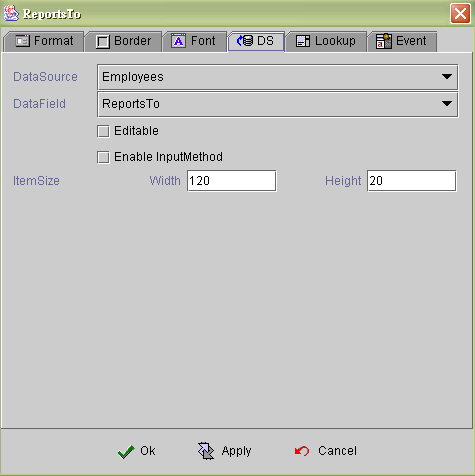 ReportsTo
Format Border Font DS Lookup Event
DataSource Employees
DataField ReportsTo
Editable
Enable InputMethod
ItemSize Width 120 Height 20
Ok Apply Cancel